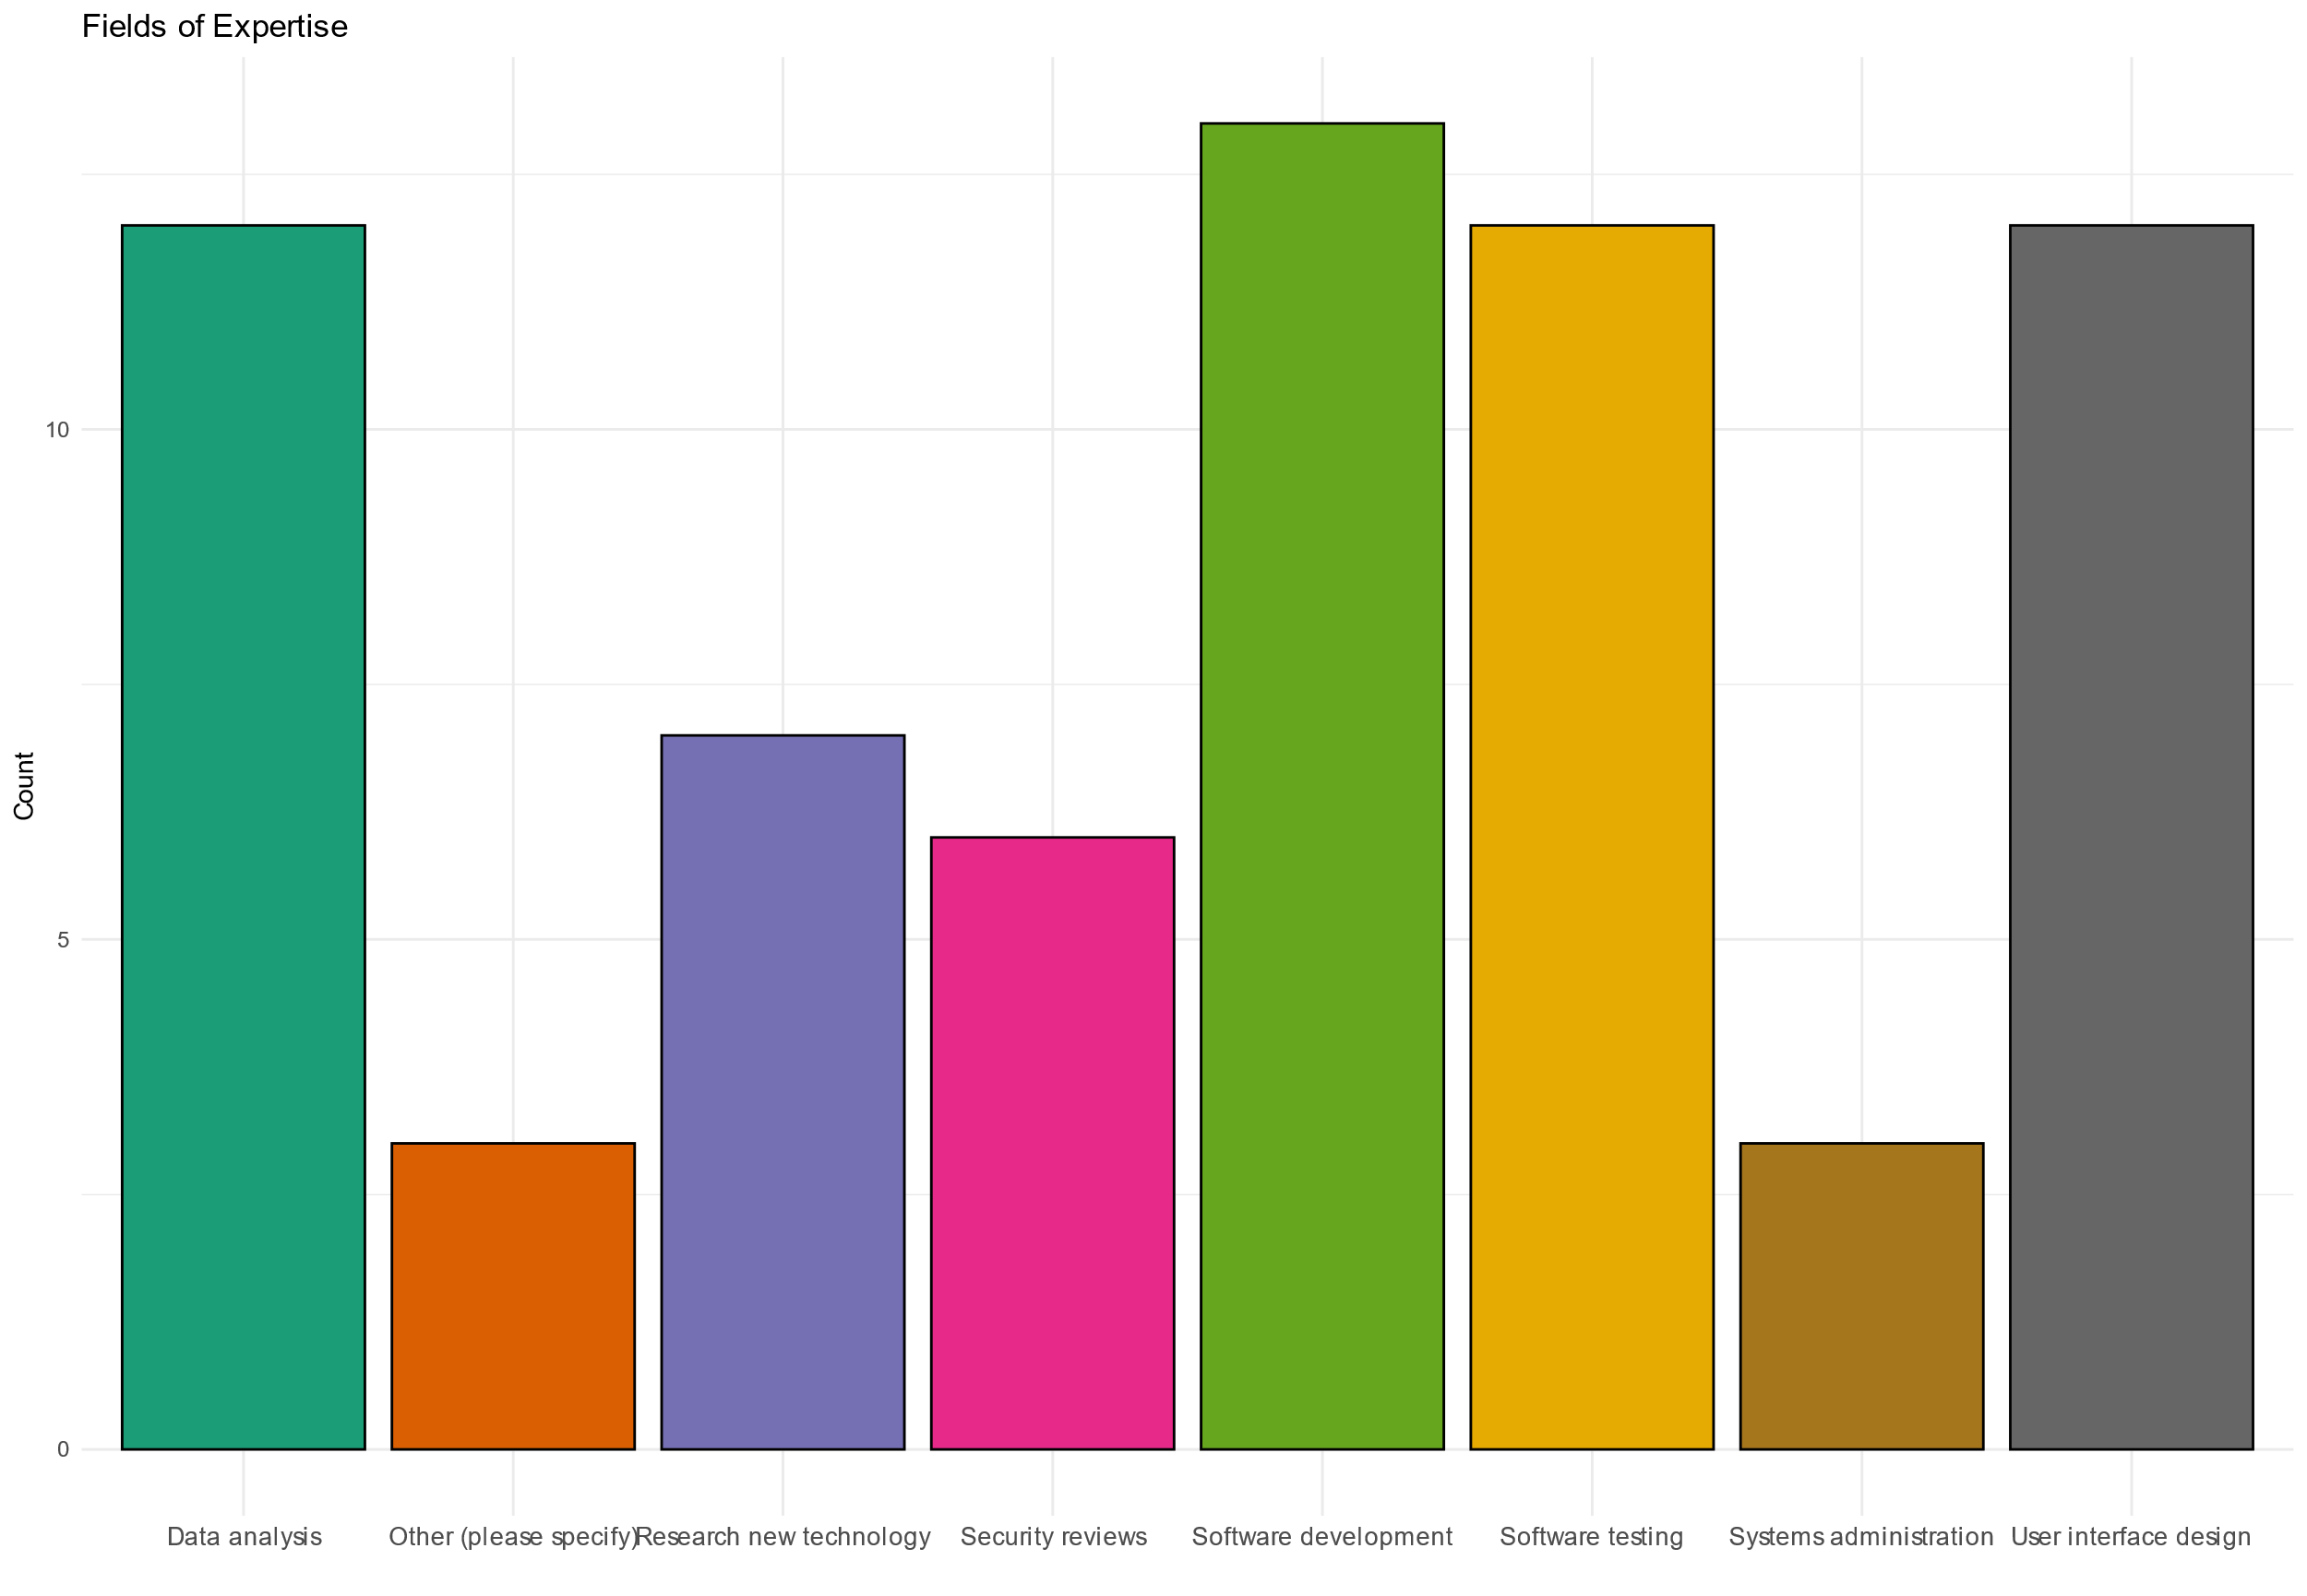 Fields of Expertise
10
5
0
Count
Data analysis Other (please specify) Research new technology Security reviews Software development Software testing Systems administration User interface design